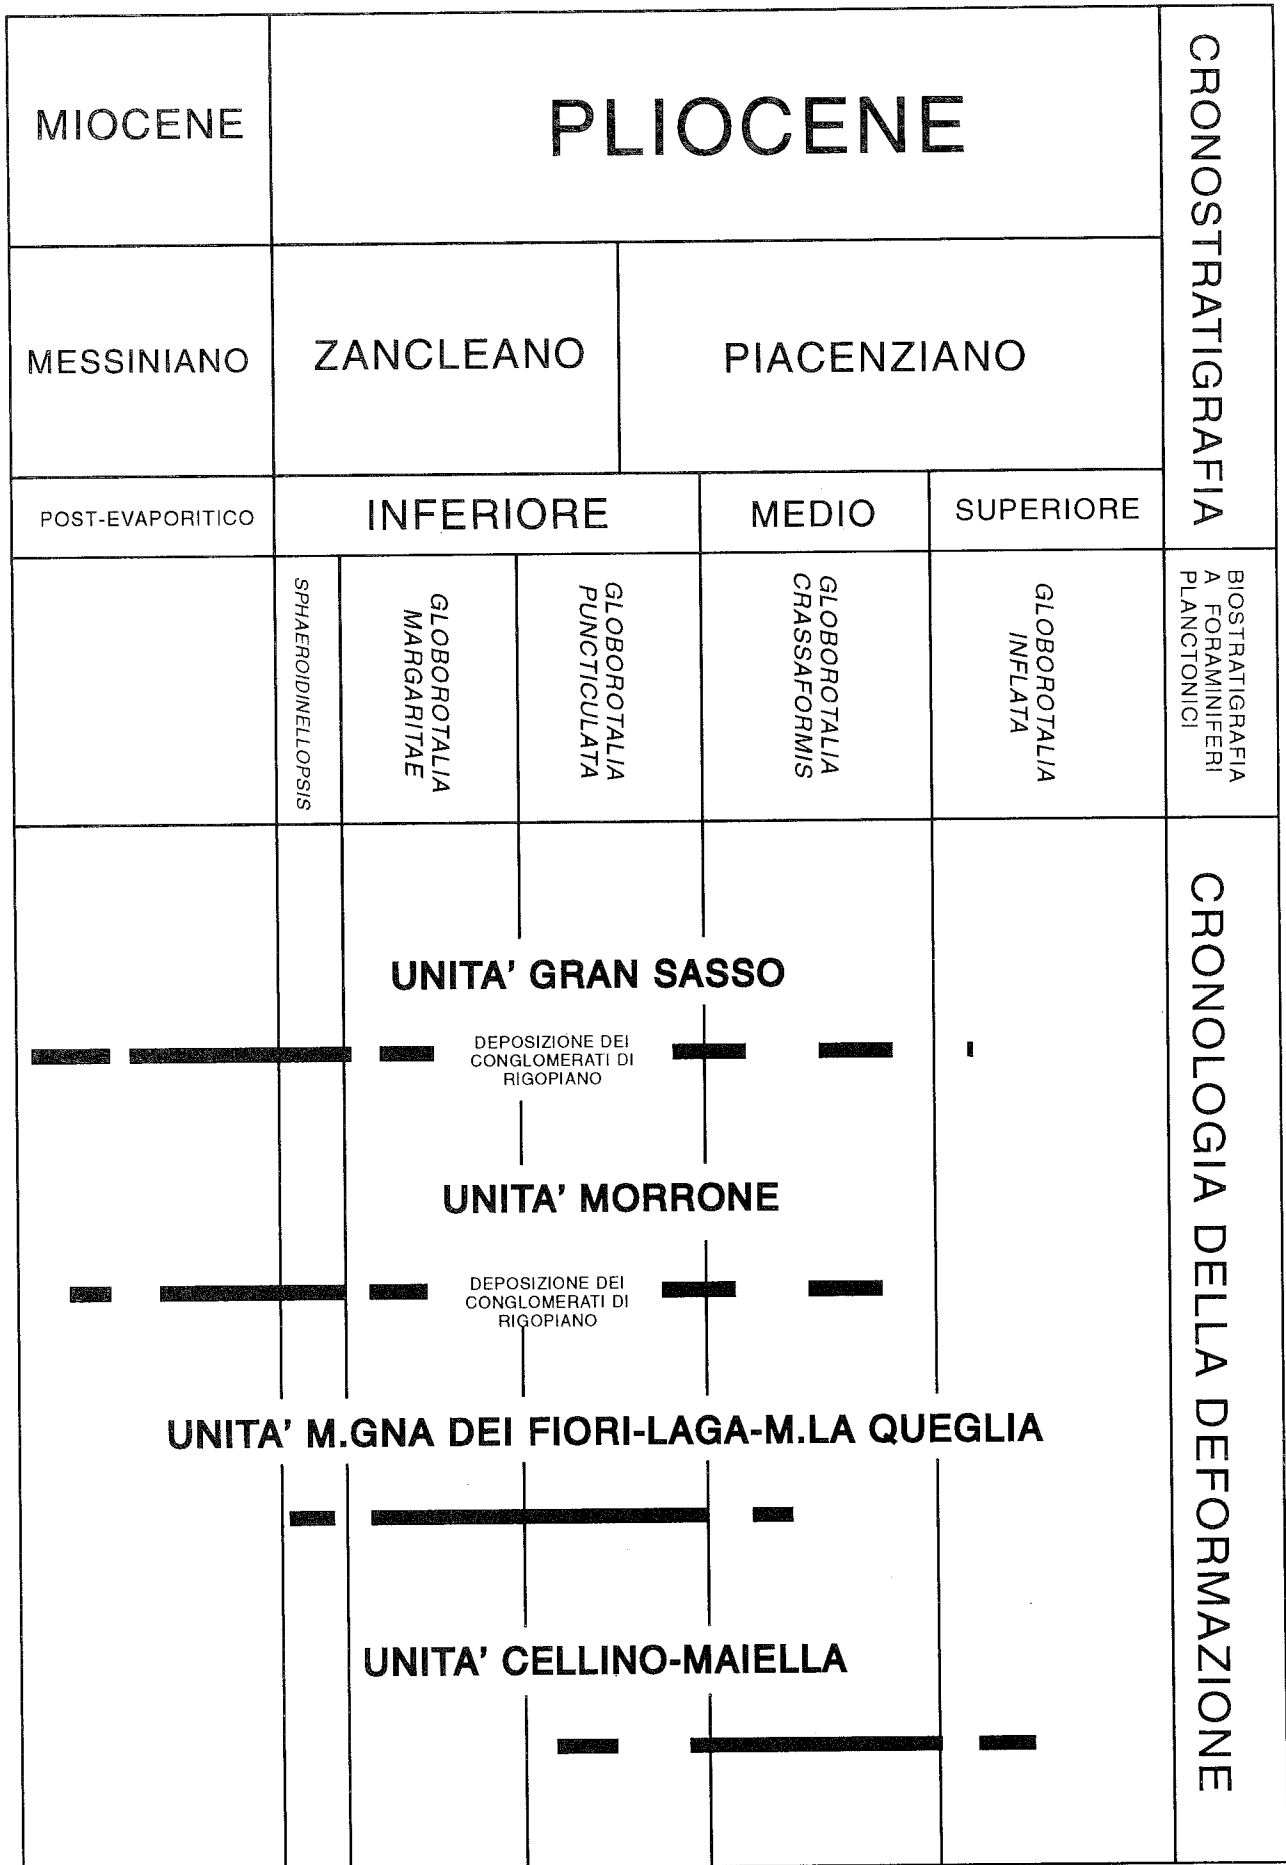 MIOCENE
PLIOCENE
CRONOSTRATIGRAFIA
MESSINIANO
ZANCLEANO
PIACENZIANO
POST-EVAPORITICO
INFERIORE
MEDIO
SUPERIORE
SPHAEROIDINELLOPSIS
GLOBOROTALIA
MARGARITAE
GLOBOROTALIA
PUNCTICULATA
GLOBOROTALIA
CRASSAFORMIS
GLOBOROTALIA
INFLATA
BIOSTRATIGRAFIA
A FORAMINIFERI
PLANCTONICI
CRONOLOGIA DELLA DEFORMAZIONE
UNITA' GRAN SASSO
DEPOSIZIONE DEI
CONGLOMERATI DI
RIGOPIANO
UNITA' MORRONE
DEPOSIZIONE DEI
CONGLOMERATI DI
RIGOPIANO
UNITA' M.GNA DEI FIORI-LAGA-M.LA QUEGLIA
UNITA' CELLINO-MAIELLA